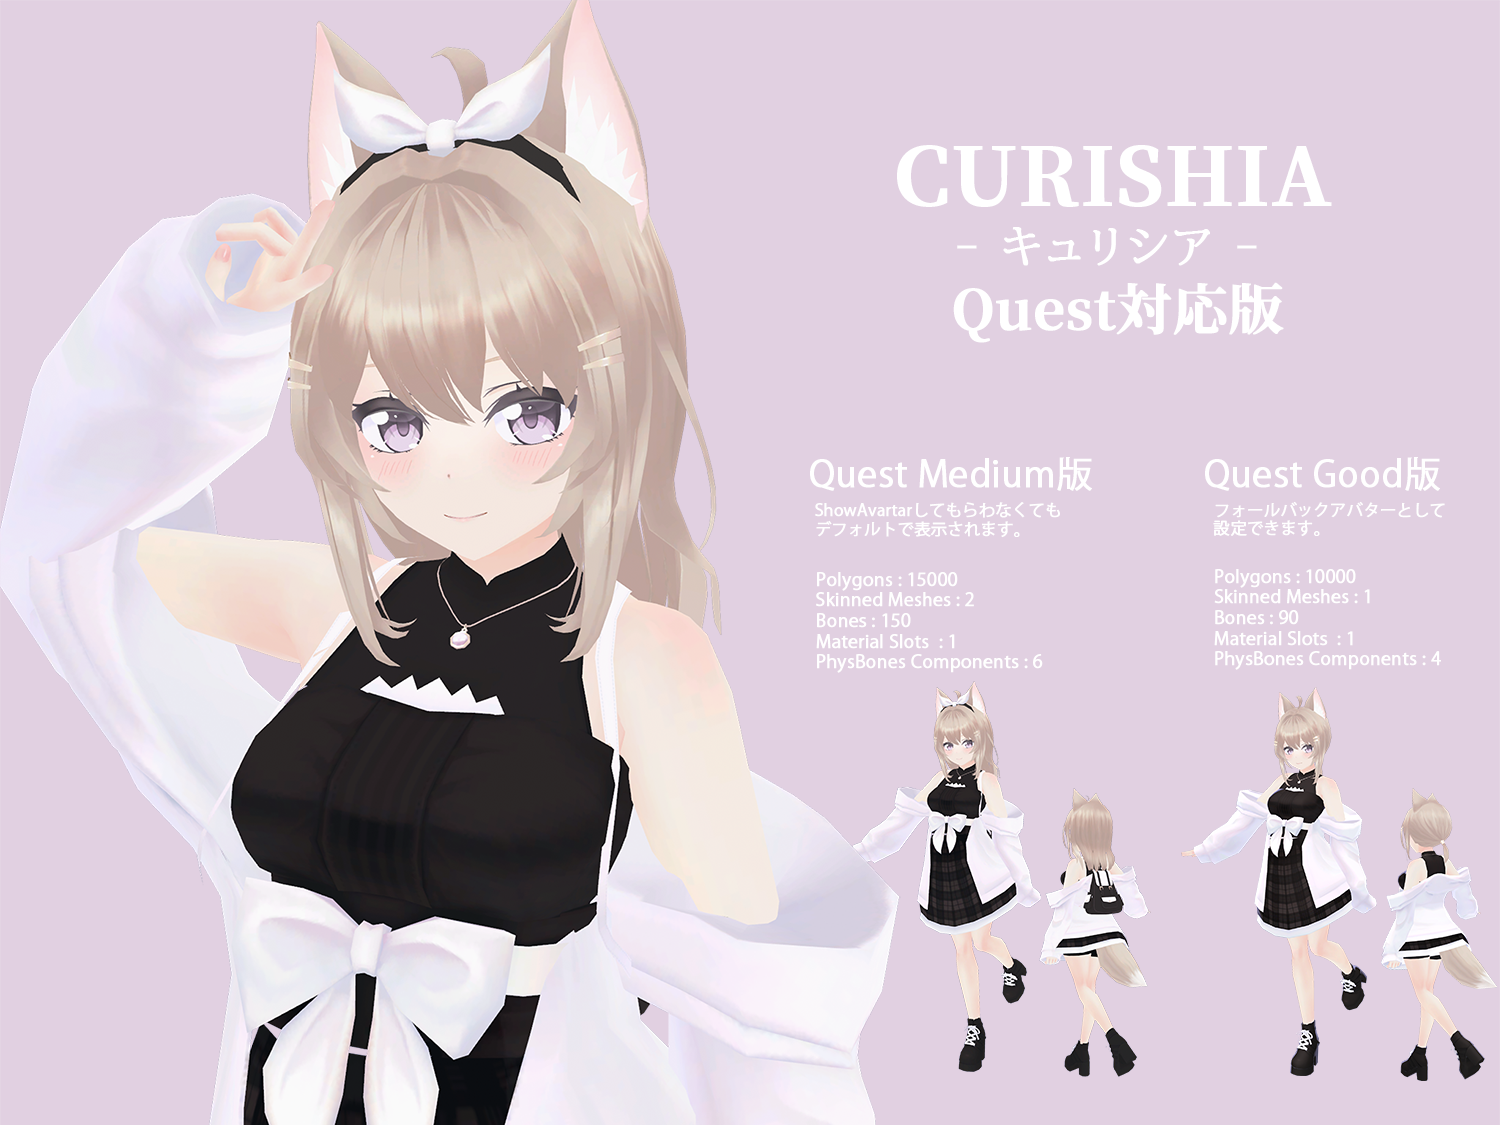 CURISHIA
- キュリシア -
Quest対応版
Quest Medium版
ShowAvartarしてもらわなくても
デフォルトで表示されます。
Polygons : 15000
Skinned Meshes : 2
Bones : 150
Material Slots : 1
PhysBones Components : 6
Quest Good版
フォールバックアバターとして
設定できます。
Polygons : 10000
Skinned Meshes : 1
Bones : 90
Material Slots : 1
PhysBones Components : 4